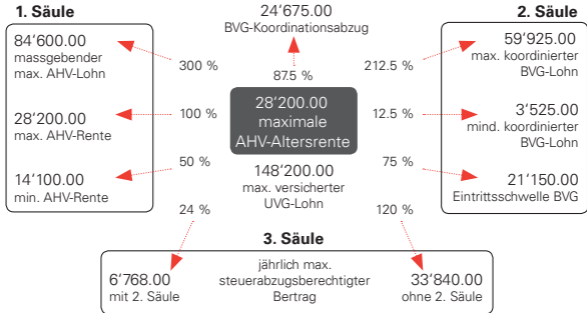 1. Säule
84‘600.00
massgebender
max. AHV-Lohn
28‘200.00
max. AHV-Rente
14‘100.00
min. AHV-Rente
24‘675.00
BVG-Koordinationsabzug
300 %
87.5 %
212.5 %
100 %
12.5 %
50 %
75 %
24 %
120 %
28‘200.00
maximale
AHV-Altersrente
148‘200.00
max. versicherter
UVG-Lohn
2. Säule
59‘925.00
max. koordinierter
BVG-Lohn
3‘525.00
mind. koordinierter
BVG-Lohn
21‘150.00
Eintrittsschwelle BVG
3. Säule
6‘768.00
mit 2. Säule
jährlich max.
steuerabzugsberechtigter
Bertrag
33‘840.00
ohne 2. Säule